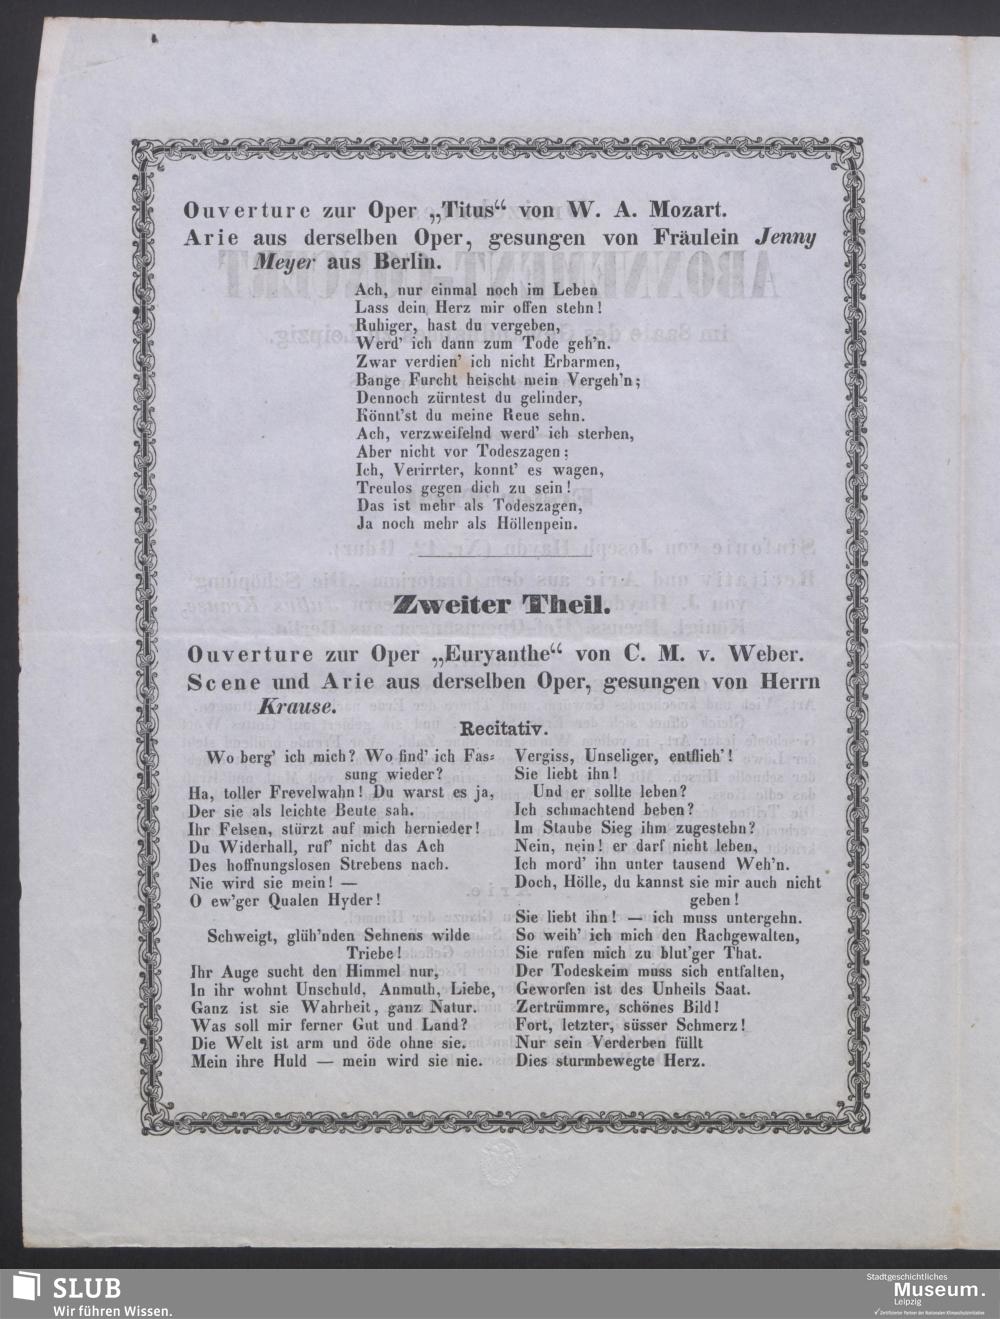 Ouverture zur Oper „Titus“ von W. A. Mozart.
Arie aus derselben Oper, gesungen von Fräulein Jenny
Meyer aus Berlin.
Ach, nur einmal noch im Leben
Lass dein Herz mir offen stehn!
Ruhiger, hast du vergeben,
Werd' ich dann zum Tode geh'n.
Zwar verdien' ich nicht Erbarmen,
Bange Furcht heischt mein Vergeh'n;
Dennoch zürntest du gelinder,
Könnt'st du meine Reue sehn.
Ach, verzweifelnd werd' ich sterben,
Aber nicht vor Todeszagen;
Ich, Verirrter, konnt' es wagen,
Treulos gegen dich zu sein!
Das ist mehr als Todeszagen,
Ja noch mehr als Höllenpein.
Zweiter Theil.
Ouverture zur Oper „Euryanthe“ von C. M. v. Weber.
Scene und Arie aus derselben Oper, gesungen von Herrn
Krause.
Recitativ.
Wo berg' ich mich? Wo find' ich Fas-
sung wieder?
Ha, toller Frevelwahn! Du warst es ja,
Der sie als leichte Beute sah.
Ihr Felsen, stürzt auf mich hernieder!
Du Widerhall, ruf' nicht das Ach
Des hoffnungslosen Strebens nach.
Nie wird sie mein! —
O ew'ger Qualen Hyder!
Schweigt, glüh'nden Sehnens wilde
Triebe!
Ihr Auge sucht den Himmel nur,
In ihr wohnt Unschuld, Anmuth, Liebe,
Ganz ist sie Wahrheit, ganz Natur.
Was soll mir ferner Gut und Land?
Die Welt ist arm und öde ohne sie.
Mein ihre Huld — mein wird sie nie.
Vergiss, Unseliger, entflieh'!
Sie liebt ihn!
Und er sollte leben?
Ich schmachtend beben?
Im Staube Sieg ihm zugestehn?
Nein, nein! er darf nicht leben,
Ich mord' ihn unter tausend Weh'n.
Doch, Hölle, du kannst sie mir auch nicht
geben!
Sie liebt ihn! — ich muss untergehn.
So weih' ich mich den Rachgewalten,
Sie rufen mich zu blut'ger That.
Der Todeskeim muss sich entfalten,
Geworfen ist des Unheils Saat.
Zertrümmre, schönes Bild!
Fort, letzter, süsser Schmerz!
Nur sein Verderben füllt
Dies sturmbewegte Herz.
SLUB
Wir führen Wissen.
Stadtgeschichtliches
Museum.
Leipzig
Zertifizierter Partner der Nationalen Klimaschutzinitiative